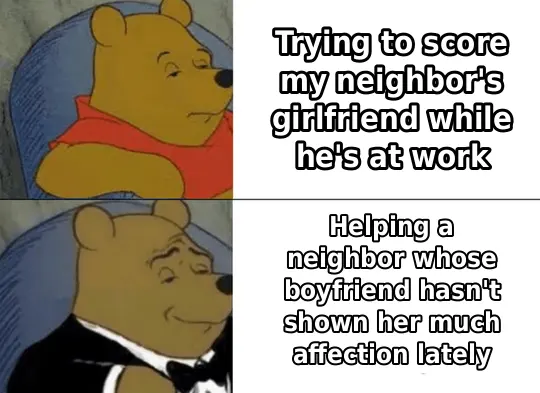 Trying to score
my neighbor's
girlfriend while
he's at work
Helping a
neighbor whose
boyfriend hasn't
shown her much
affection lately